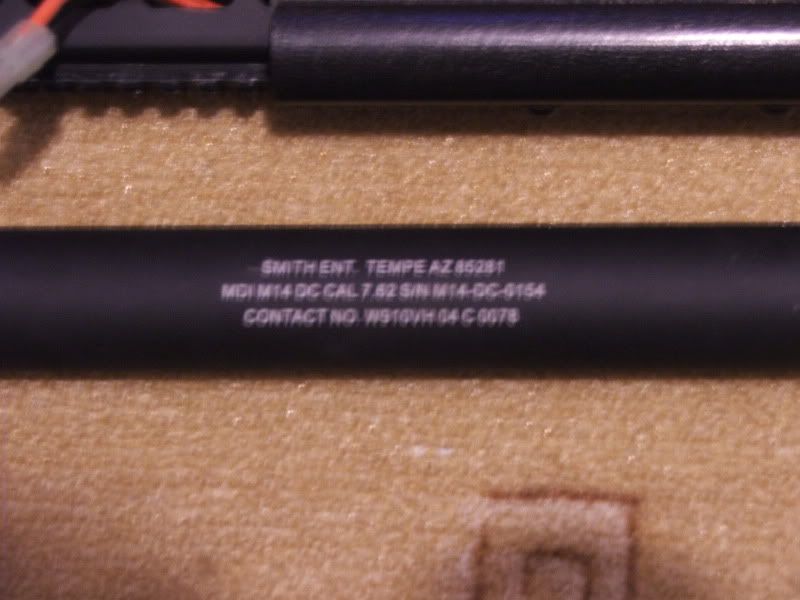 SMITH ENT. TEMPE AZ 85281
MDI M14 DC CAL 7.62 S/N M14-DC-0154
CONTACT NO. W910VH 04 C 0078